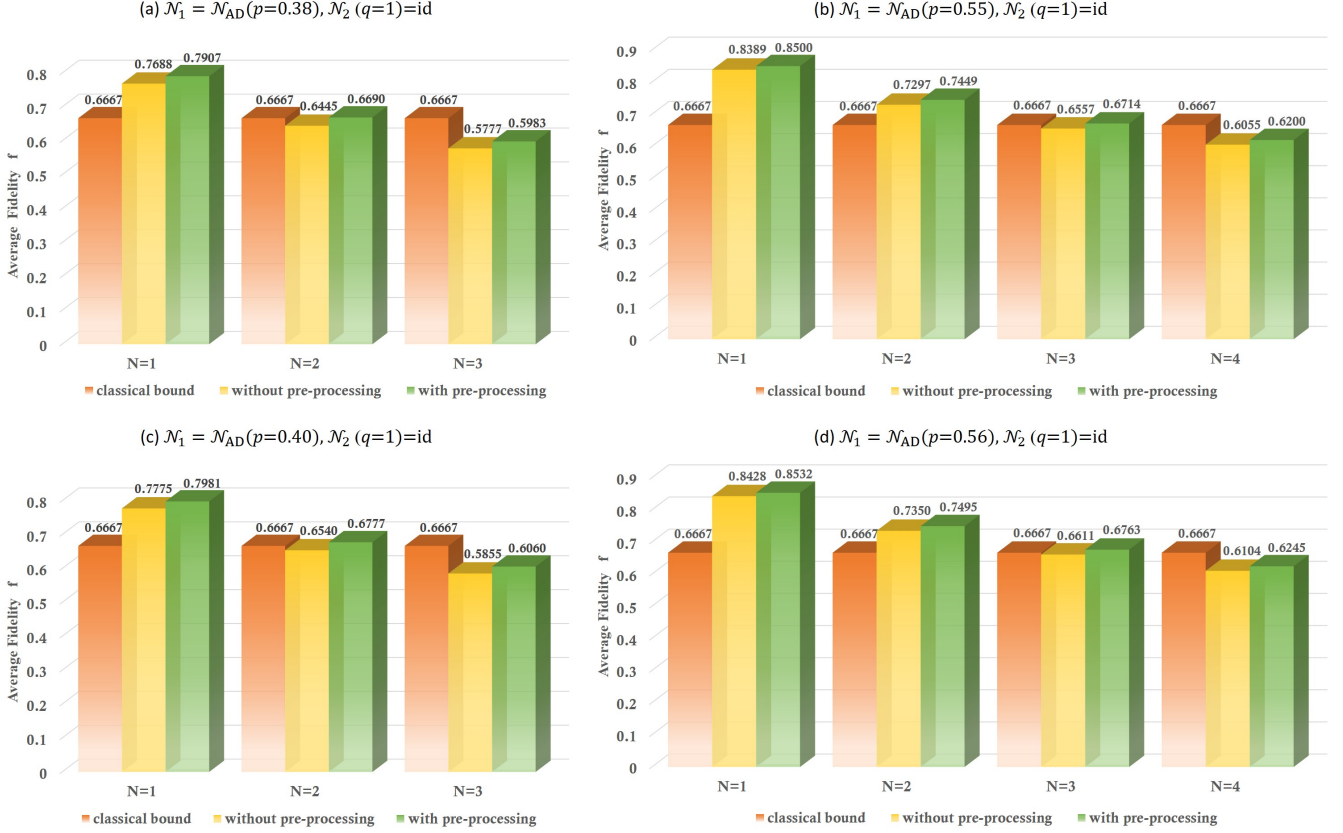 (a) 𝒩₁ = 𝒩_AD(p=0.38), 𝒩₂ (q=1)=id
Average Fidelity f
0.8
0.7
0.6
0.5
0.4
0.3
0.2
0.1
0
0.6667 0.7688 0.7907
0.6667 0.6445 0.6690
0.6667 0.5777 0.5983
N=1 N=2 N=3
classical bound without pre-processing with pre-processing
(b) 𝒩₁ = 𝒩_AD(p=0.55), 𝒩₂ (q=1)=id
Average Fidelity f
0.9
0.8
0.7
0.6
0.5
0.4
0.3
0.2
0.1
0
0.6667 0.8389 0.8500
0.6667 0.7297 0.7449
0.6667 0.6557 0.6714
0.6667 0.6055 0.6200
N=1 N=2 N=3 N=4
classical bound without pre-processing with pre-processing
(c) 𝒩₁ = 𝒩_AD(p=0.40), 𝒩₂ (q=1)=id
Average Fidelity f
0.8
0.7
0.6
0.5
0.4
0.3
0.2
0.1
0
0.6667 0.7775 0.7981
0.6667 0.6540 0.6777
0.6667 0.5855 0.6060
N=1 N=2 N=3
classical bound without pre-processing with pre-processing
(d) 𝒩₁ = 𝒩_AD(p=0.56), 𝒩₂ (q=1)=id
Average Fidelity f
0.9
0.8
0.7
0.6
0.5
0.4
0.3
0.2
0.1
0
0.6667 0.8428 0.8532
0.6667 0.7350 0.7495
0.6667 0.6611 0.6763
0.6667 0.6104 0.6245
N=1 N=2 N=3 N=4
classical bound without pre-processing with pre-processing